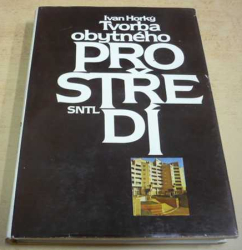 Ivan Horký
Tvorba
obytného
PRO
STŘE
SNTL
DÍ